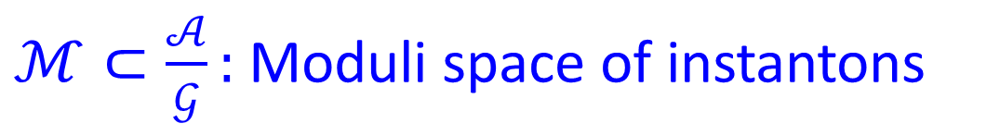 ℳ ⊂ 𝒜/𝒢 : Moduli space of instantons